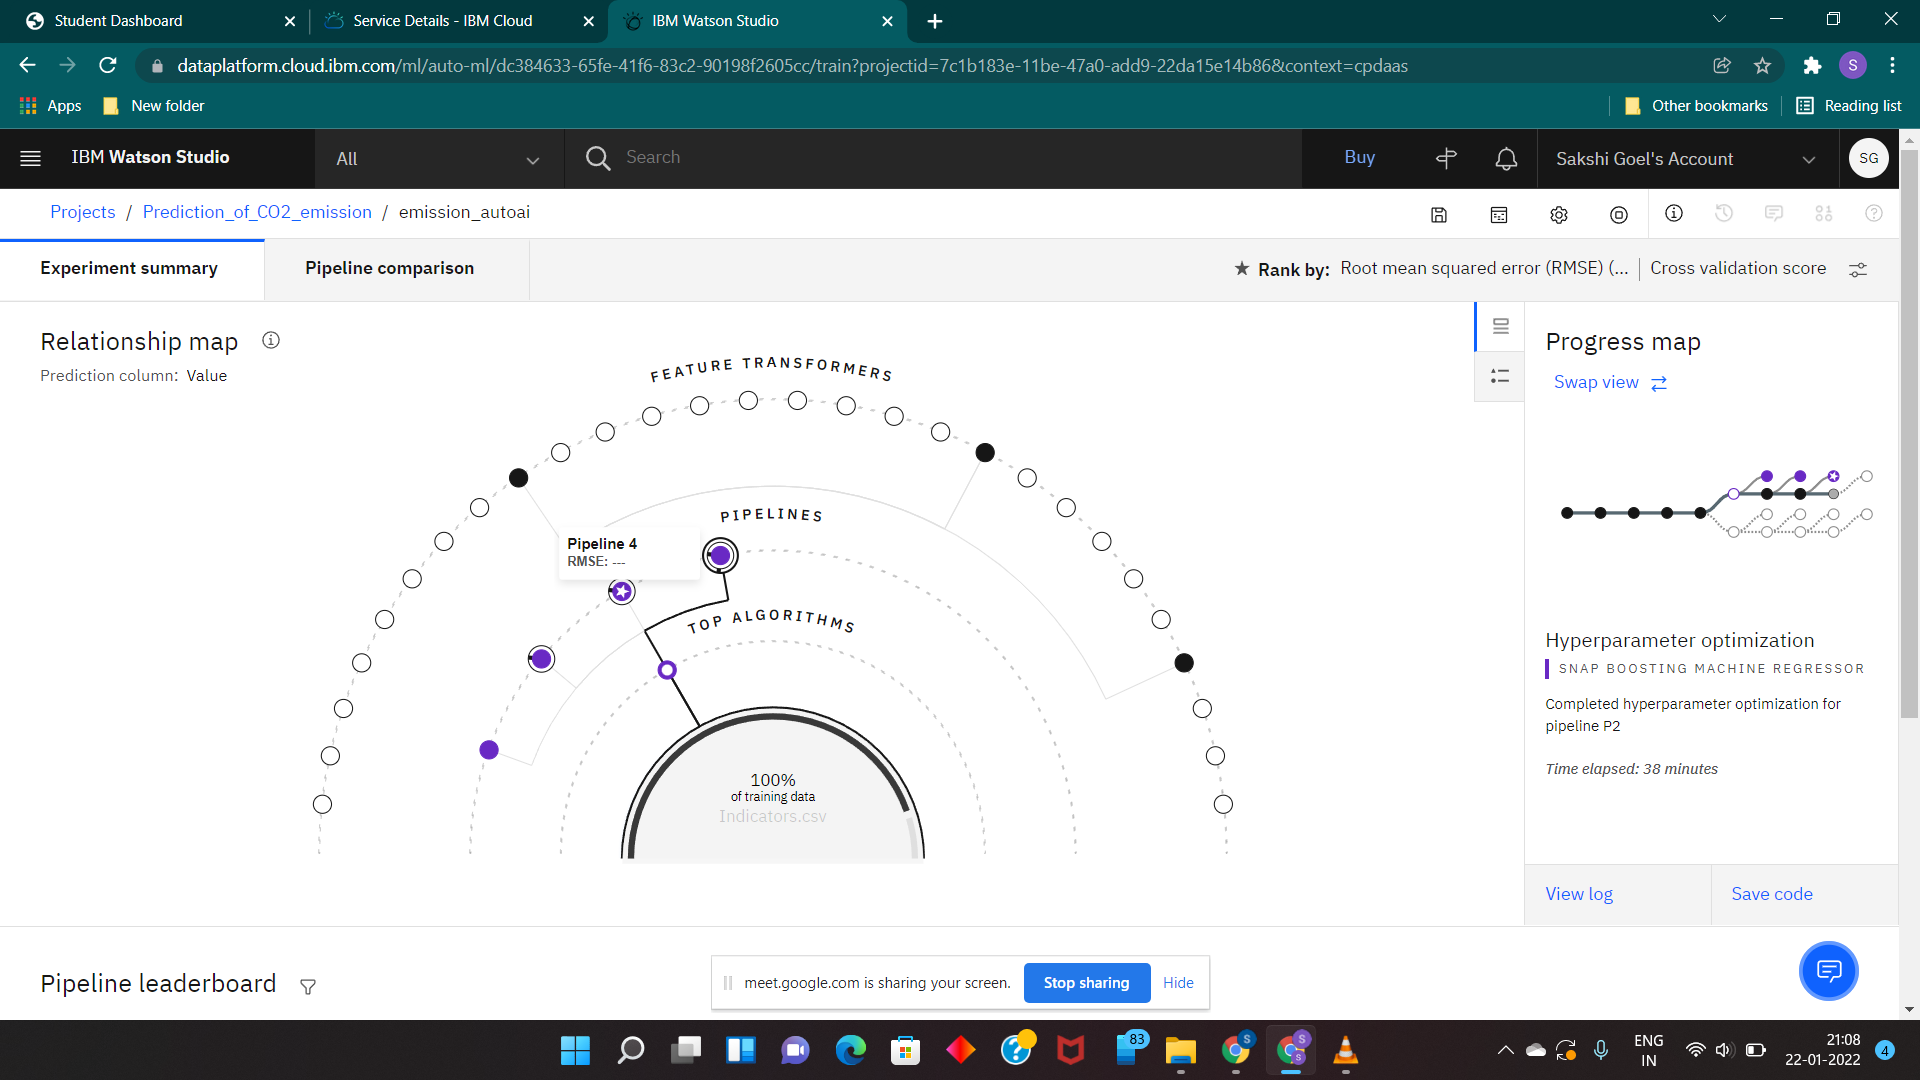 Student Dashboard
Service Details - IBM Cloud
IBM Watson Studio
dataplatform.cloud.ibm.com/ml/auto-ml/dc384633-65fe-41f6-83c2-90198f2605cc/train?projectid=7c1b183e-11be-47a0-add9-22da15e14b86&context=cpdaas
S
Apps
New folder
Other bookmarks
Reading list
IBM Watson Studio
All
Search
Buy
Sakshi Goel's Account
SG
Projects / Prediction_of_CO2_emission / emission_autoai
Experiment summary
Pipeline comparison
Rank by: Root mean squared error (RMSE) (... | Cross validation score
Relationship map
Prediction column: Value
FEATURE TRANSFORMERS
PIPELINES
Pipeline 4
RMSE: ---
TOP ALGORITHMS
100%
of training data
Indicators.csv
Progress map
Swap view
Hyperparameter optimization
SNAP BOOSTING MACHINE REGRESSOR
Completed hyperparameter optimization for
pipeline P2
Time elapsed: 38 minutes
View log
Save code
Pipeline leaderboard
meet.google.com is sharing your screen.
Stop sharing
Hide
83
S
S
ENG
IN
21:08
22-01-2022
4